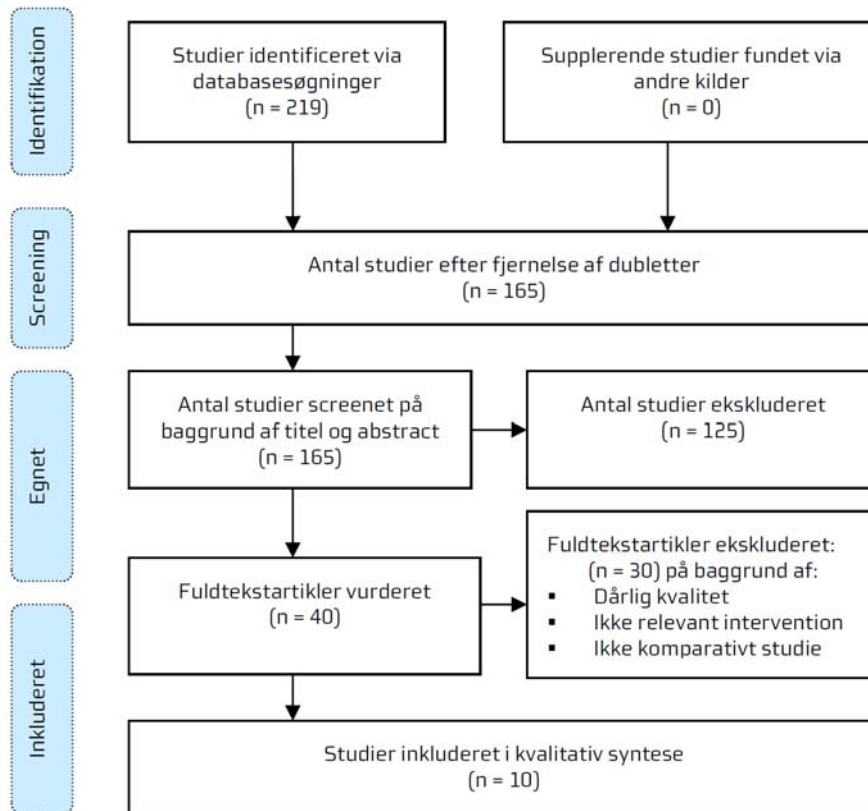 Identifikation
Studier identificeret via
databasesøgninger
(n = 219)
Supplerende studier fundet via
andre kilder
(n = 0)
Screening
Antal studier efter fjernelse af dubletter
(n = 165)
Egnet
Antal studier screenet på
baggrund af titel og abstract
(n = 165)
Antal studier ekskluderet
(n = 125)
Fuldtekstartikler vurderet
(n = 40)
Fuldtekstartikler ekskluderet:
(n = 30) på baggrund af:
▪ Dårlig kvalitet
▪ Ikke relevant intervention
▪ Ikke komparativt studie
Inkluderet
Studier inkluderet i kvalitativ syntese
(n = 10)